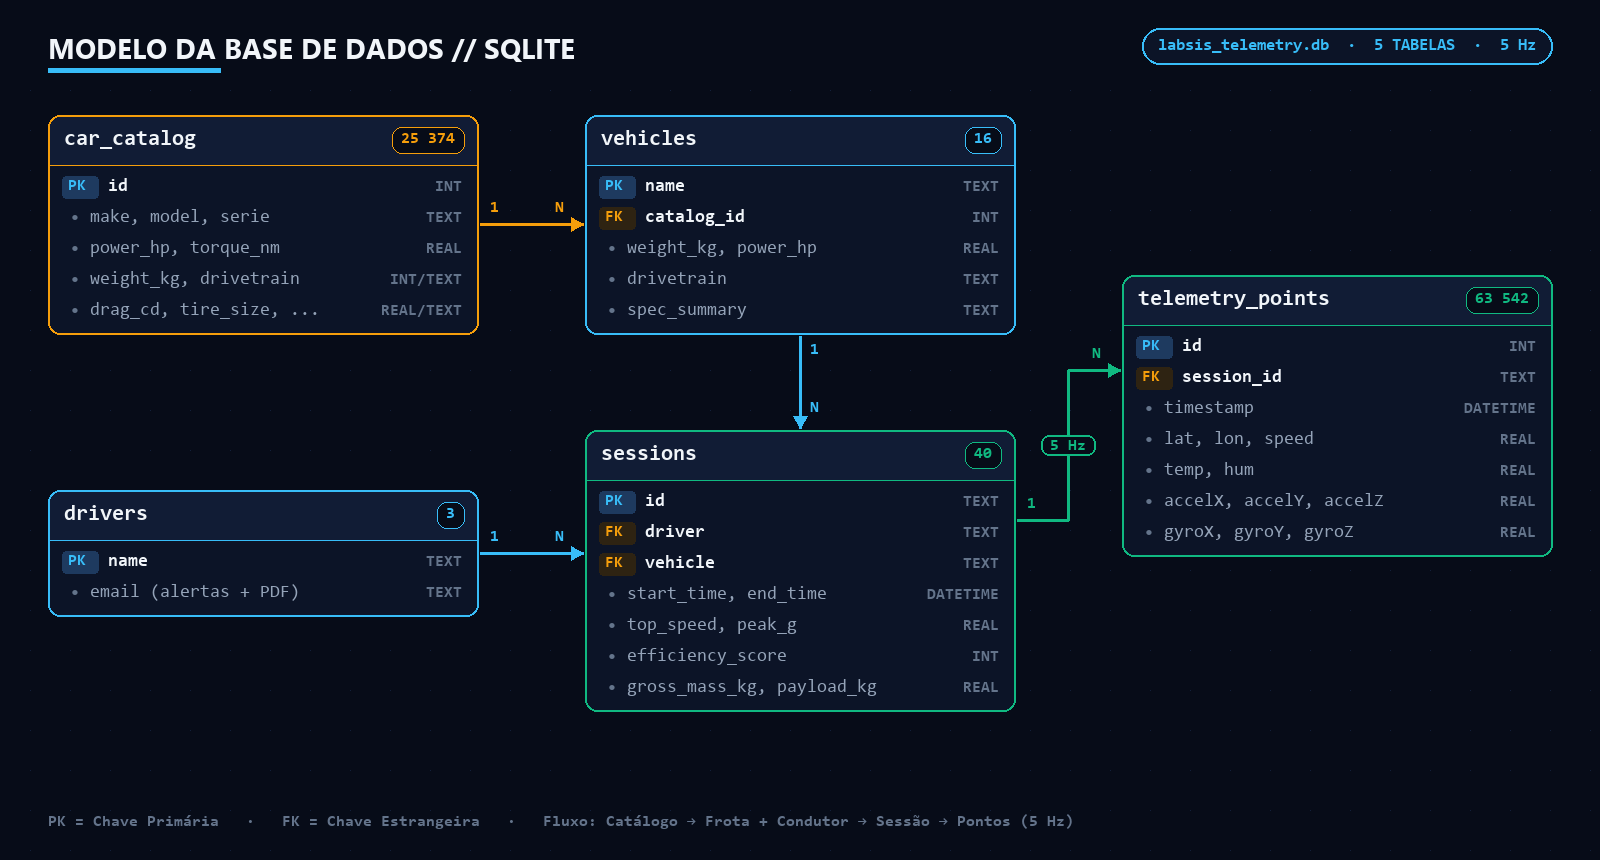 MODELO DA BASE DE DADOS // SQLITE
labsis_telemetry.db · 5 TABELAS · 5 Hz
car_catalog 25 374
PK id INT
• make, model, serie TEXT
• power_hp, torque_nm REAL
• weight_kg, drivetrain INT/TEXT
• drag_cd, tire_size, ... REAL/TEXT
1 N
vehicles 16
PK name TEXT
FK catalog_id INT
• weight_kg, power_hp REAL
• drivetrain TEXT
• spec_summary TEXT
1
N
drivers 3
PK name TEXT
• email (alertas + PDF) TEXT
1 N
sessions 40
PK id TEXT
FK driver TEXT
FK vehicle TEXT
• start_time, end_time DATETIME
• top_speed, peak_g REAL
• efficiency_score INT
• gross_mass_kg, payload_kg REAL
1
5 Hz
N
telemetry_points 63 542
PK id INT
FK session_id TEXT
• timestamp DATETIME
• lat, lon, speed REAL
• temp, hum REAL
• accelX, accelY, accelZ REAL
• gyroX, gyroY, gyroZ REAL
PK = Chave Primária · FK = Chave Estrangeira · Fluxo: Catálogo → Frota + Condutor → Sessão → Pontos (5 Hz)